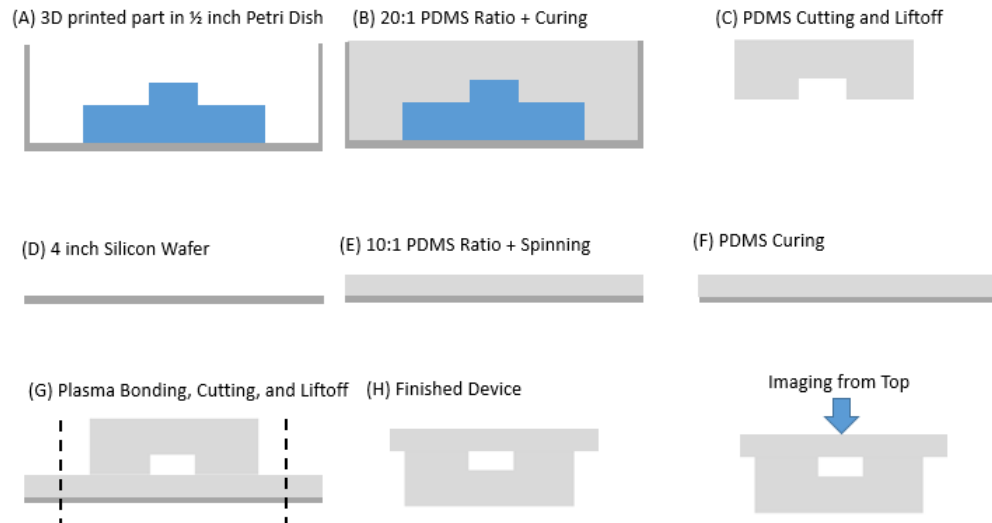 (A) 3D printed part in ½ inch Petri Dish
(B) 20:1 PDMS Ratio + Curing
(C) PDMS Cutting and Liftoff
(D) 4 inch Silicon Wafer
(E) 10:1 PDMS Ratio + Spinning
(F) PDMS Curing
(G) Plasma Bonding, Cutting, and Liftoff
(H) Finished Device
Imaging from Top